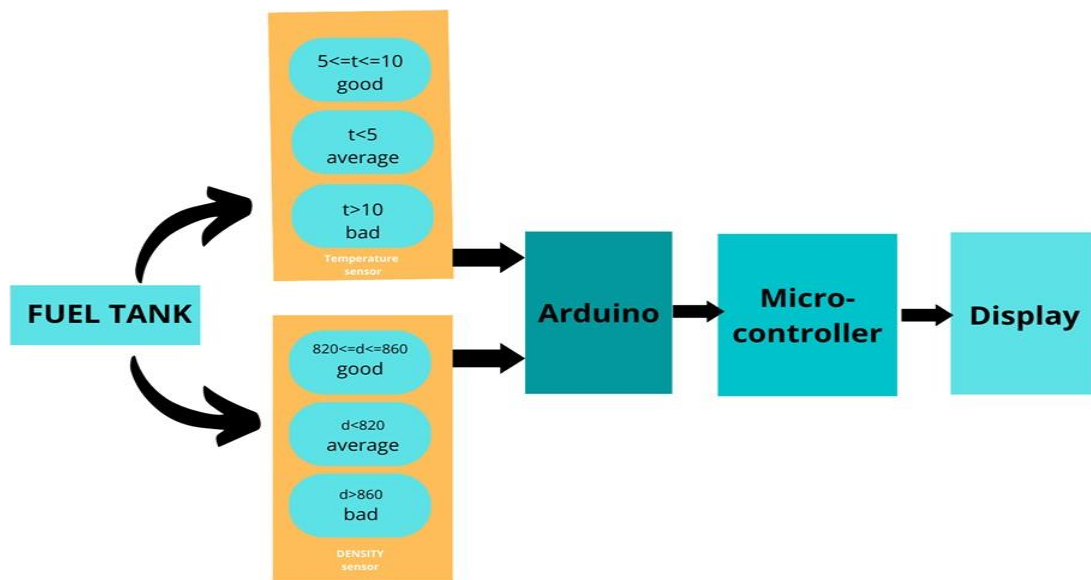 FUEL TANK
5<=t<=10
good
t<5
average
t>10
bad
Temperature
sensor
820<=d<=860
good
d<820
average
d>860
bad
DENSITY
sensor
Arduino
Micro-
controller
Display